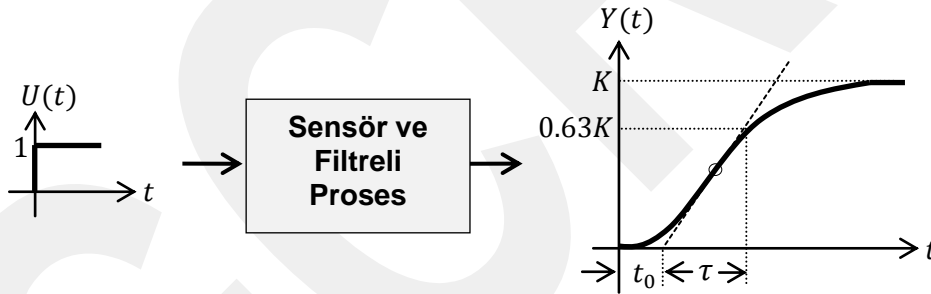 U(t)
1
t
Sensör ve
Filtreli
Proses
Y(t)
K
0.63K
t
t₀
τ